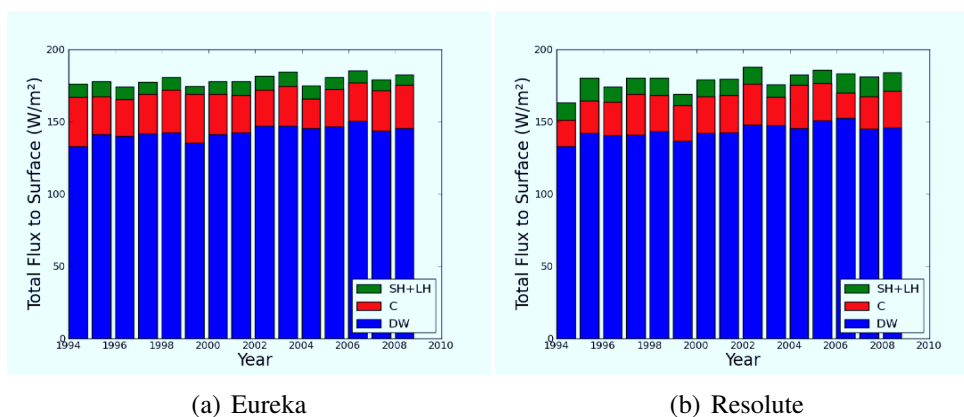 200
150
100
50
0
Total Flux to Surface (W/m²)
SH+LH
C
DW
1994 1996 1998 2000 2002 2004 2006 2008 2010
Year
(a) Eureka
200
150
100
50
0
Total Flux to Surface (W/m²)
SH+LH
C
DW
1994 1996 1998 2000 2002 2004 2006 2008 2010
Year
(b) Resolute